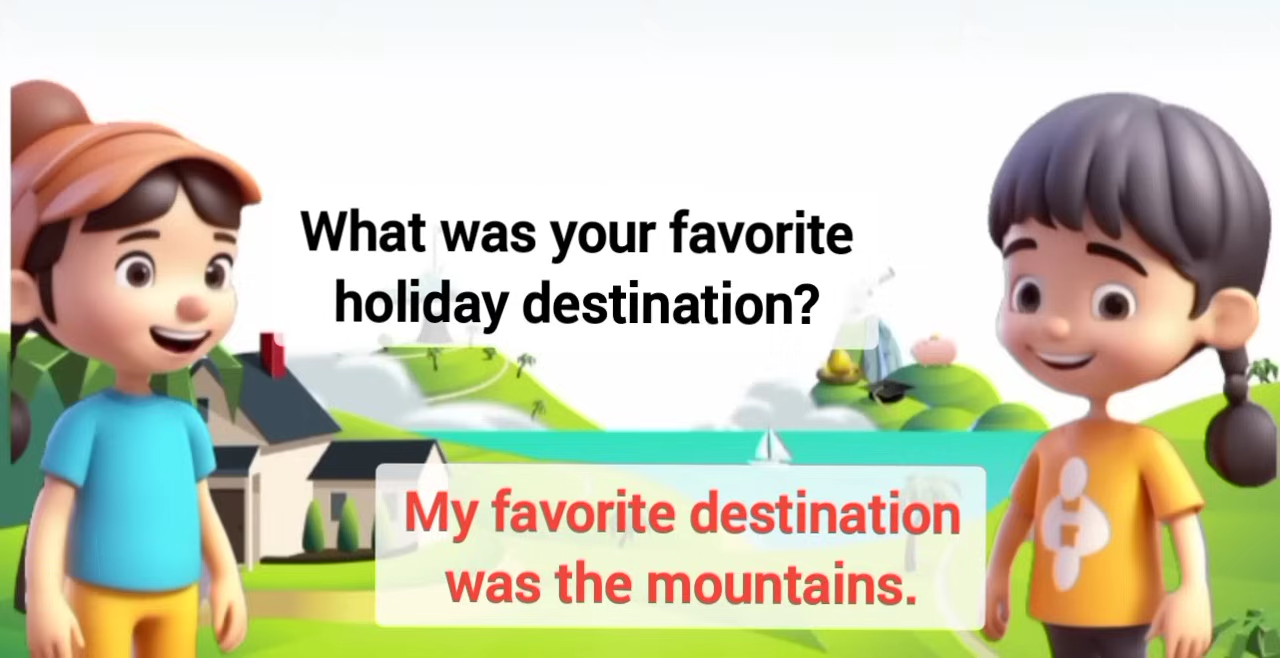 What was your favorite
holiday destination?
My favorite destination
was the mountains.